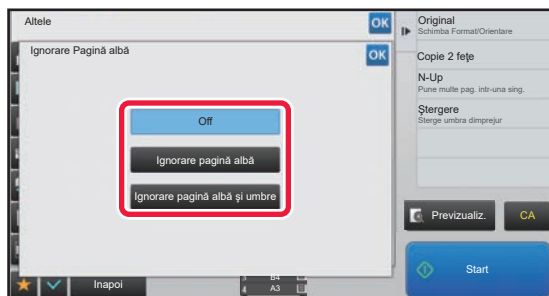 Altele
OK
Ignorare Pagină albă
OK
Off
Ignorare pagină albă
Ignorare pagină albă şi umbre
Inapoi
3 B4
4 A3
Original
Schimba Format/Orientare
Copie 2 feţe
N-Up
Pune multe pag. intr-una sing.
Ştergere
Sterge umbra dimprejur
Previzualiz.
CA
Start